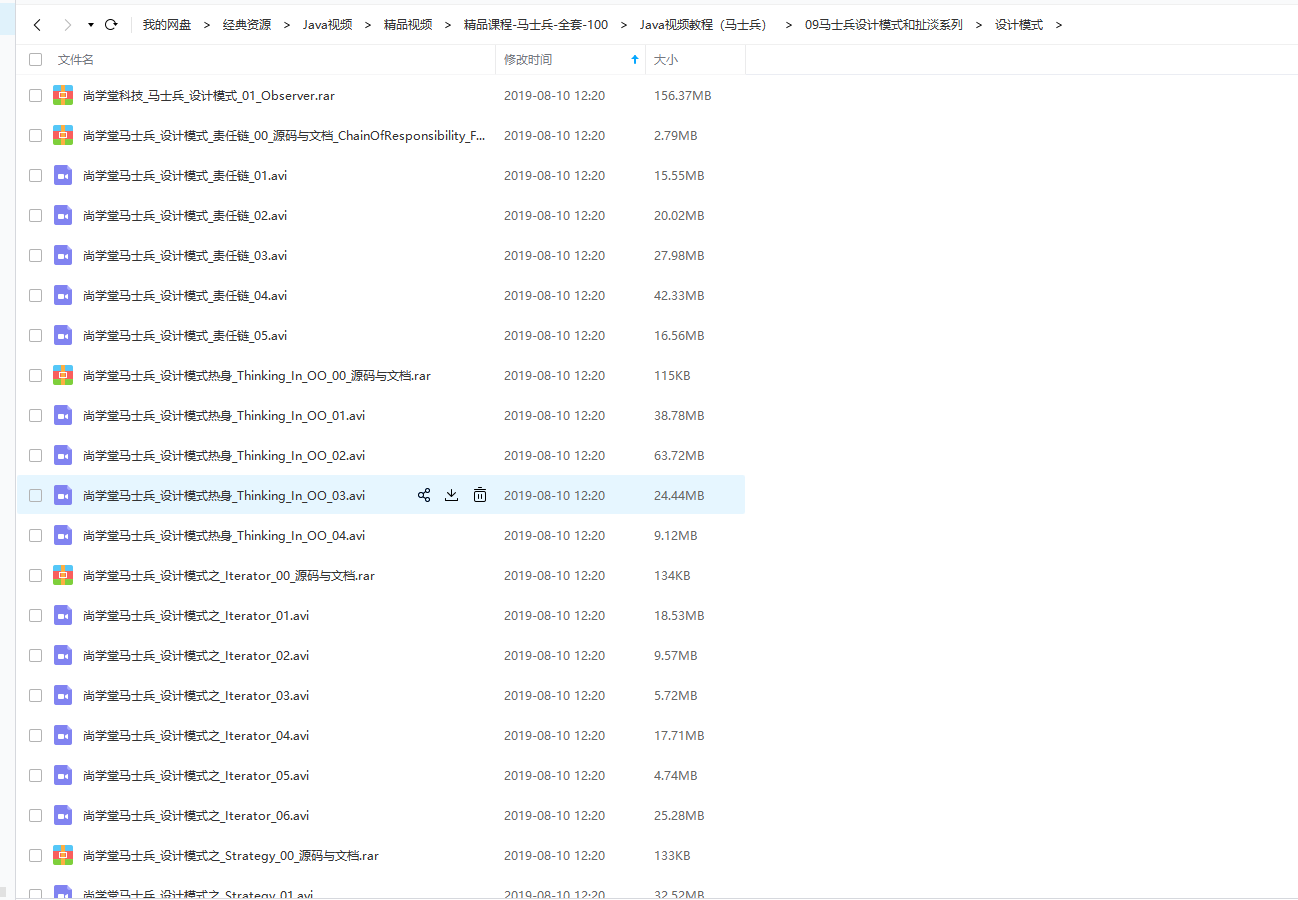 我的网盘 > 经典资源 > Java视频 > 精品视频 > 精品课程-马士兵-全套-100 > Java视频教程（马士兵） > 09马士兵设计模式和扯淡系列 > 设计模式 >
文件名 修改时间 大小
尚学堂科技_马士兵_设计模式_01_Observer.rar 2019-08-10 12:20 156.37MB
尚学堂马士兵_设计模式_责任链_00_源码与文档_ChainOfResponsibility_F... 2019-08-10 12:20 2.79MB
尚学堂马士兵_设计模式_责任链_01.avi 2019-08-10 12:20 15.55MB
尚学堂马士兵_设计模式_责任链_02.avi 2019-08-10 12:20 20.02MB
尚学堂马士兵_设计模式_责任链_03.avi 2019-08-10 12:20 27.98MB
尚学堂马士兵_设计模式_责任链_04.avi 2019-08-10 12:20 42.33MB
尚学堂马士兵_设计模式_责任链_05.avi 2019-08-10 12:20 16.56MB
尚学堂马士兵_设计模式热身_Thinking_In_OO_00_源码与文档.rar 2019-08-10 12:20 115KB
尚学堂马士兵_设计模式热身_Thinking_In_OO_01.avi 2019-08-10 12:20 38.78MB
尚学堂马士兵_设计模式热身_Thinking_In_OO_02.avi 2019-08-10 12:20 63.72MB
尚学堂马士兵_设计模式热身_Thinking_In_OO_03.avi 2019-08-10 12:20 24.44MB
尚学堂马士兵_设计模式热身_Thinking_In_OO_04.avi 2019-08-10 12:20 9.12MB
尚学堂马士兵_设计模式之_Iterator_00_源码与文档.rar 2019-08-10 12:20 134KB
尚学堂马士兵_设计模式之_Iterator_01.avi 2019-08-10 12:20 18.53MB
尚学堂马士兵_设计模式之_Iterator_02.avi 2019-08-10 12:20 9.57MB
尚学堂马士兵_设计模式之_Iterator_03.avi 2019-08-10 12:20 5.72MB
尚学堂马士兵_设计模式之_Iterator_04.avi 2019-08-10 12:20 17.71MB
尚学堂马士兵_设计模式之_Iterator_05.avi 2019-08-10 12:20 4.74MB
尚学堂马士兵_设计模式之_Iterator_06.avi 2019-08-10 12:20 25.28MB
尚学堂马士兵_设计模式之_Strategy_00_源码与文档.rar 2019-08-10 12:20 133KB
尚学堂马士兵_设计模式之_Strategy_01.avi 2019-08-10 12:20 32.52MB